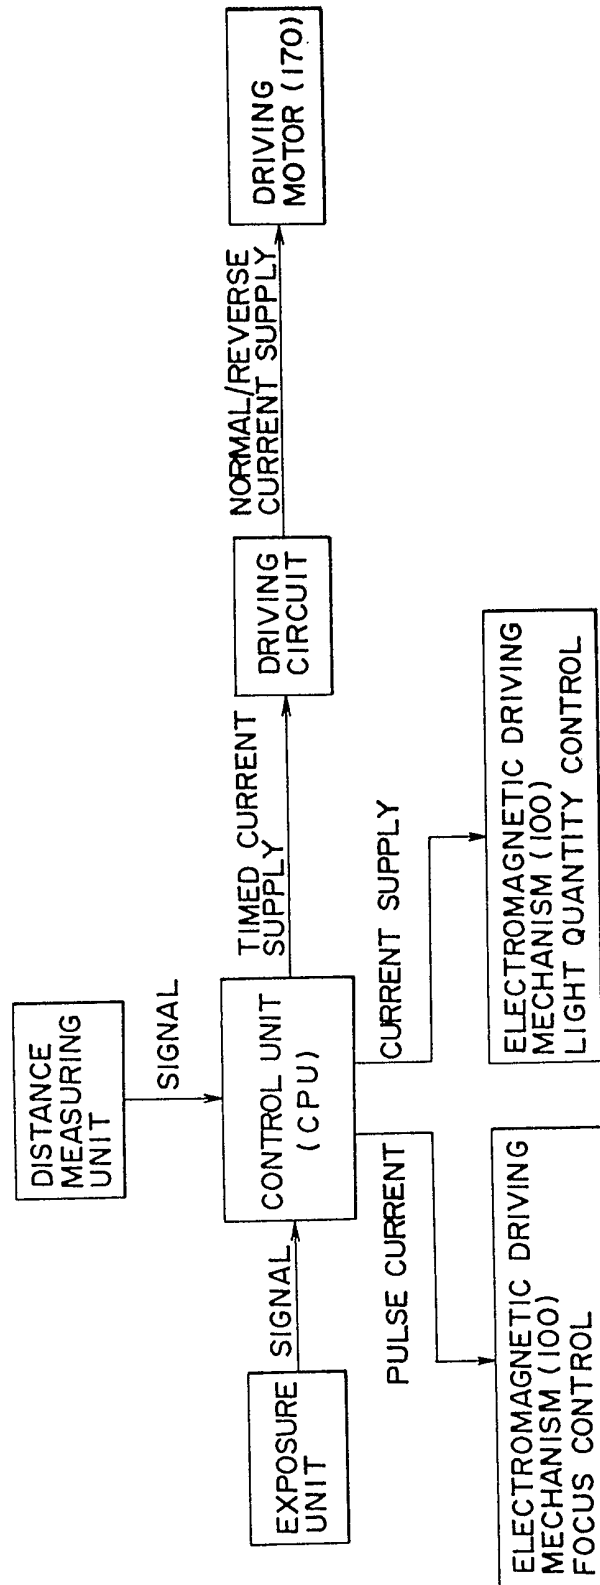 DISTANCE
MEASURING
UNIT
SIGNAL
EXPOSURE
UNIT
SIGNAL
CONTROL UNIT
(CPU)
TIMED CURRENT
SUPPLY
DRIVING
CIRCUIT
NORMAL/REVERSE
CURRENT SUPPLY
DRIVING
MOTOR (170)
PULSE CURRENT
CURRENT SUPPLY
ELECTROMAGNETIC DRIVING
MECHANISM (100)
FOCUS CONTROL
ELECTROMAGNETIC DRIVING
MECHANISM (100)
LIGHT QUANTITY CONTROL